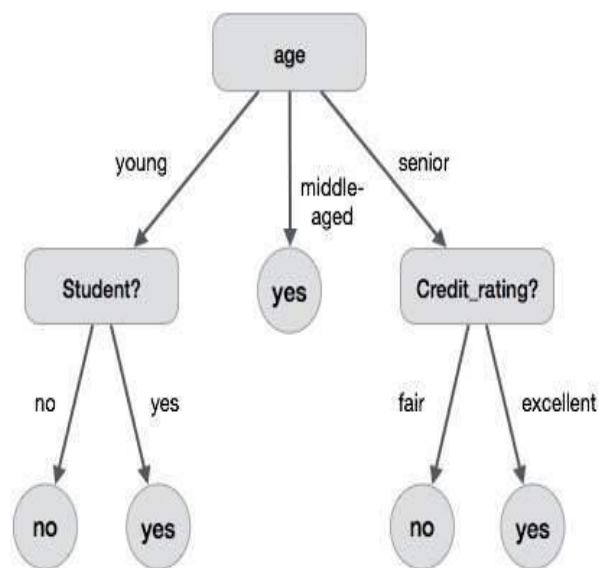 age
young
middle-
aged
senior
Student?
yes
Credit_rating?
no
yes
fair
excellent
no
yes
no
yes